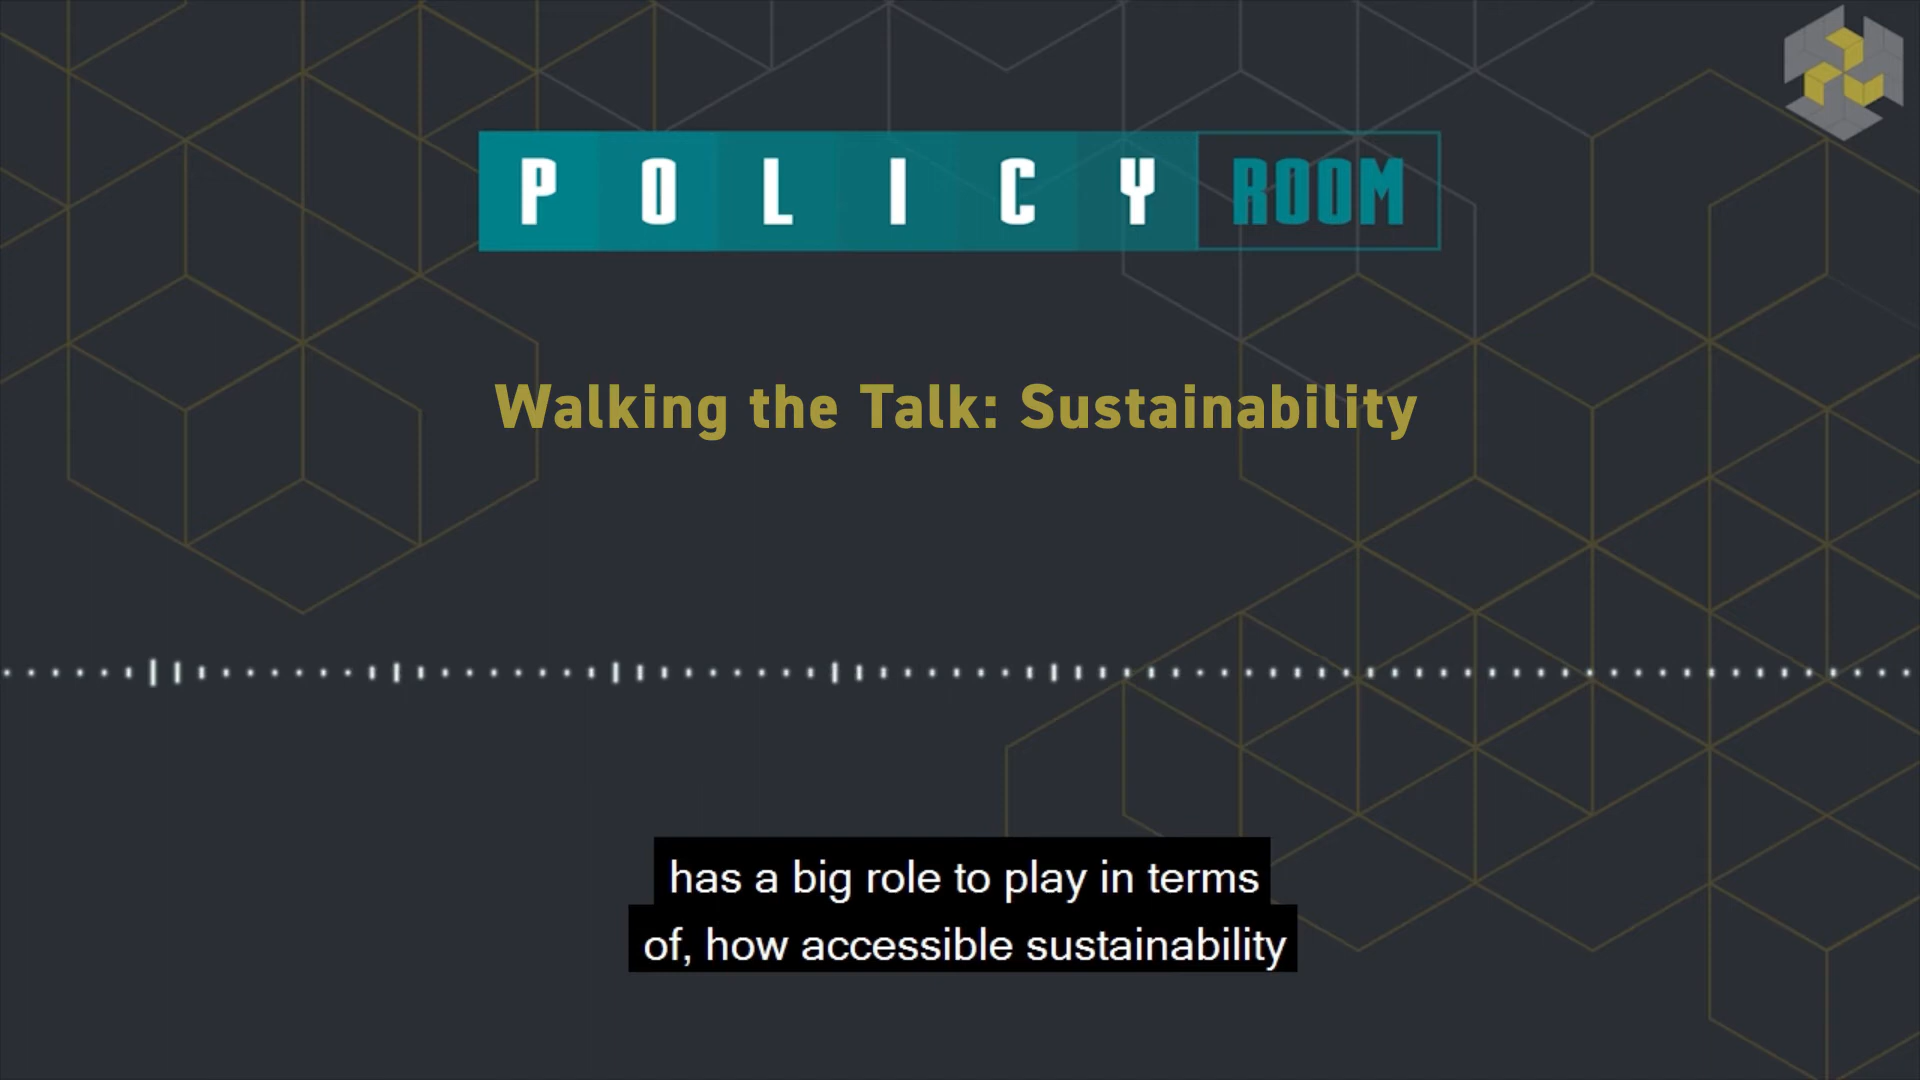 POLICY ROOM
Walking the Talk: Sustainability
has a big role to play in terms
of, how accessible sustainability